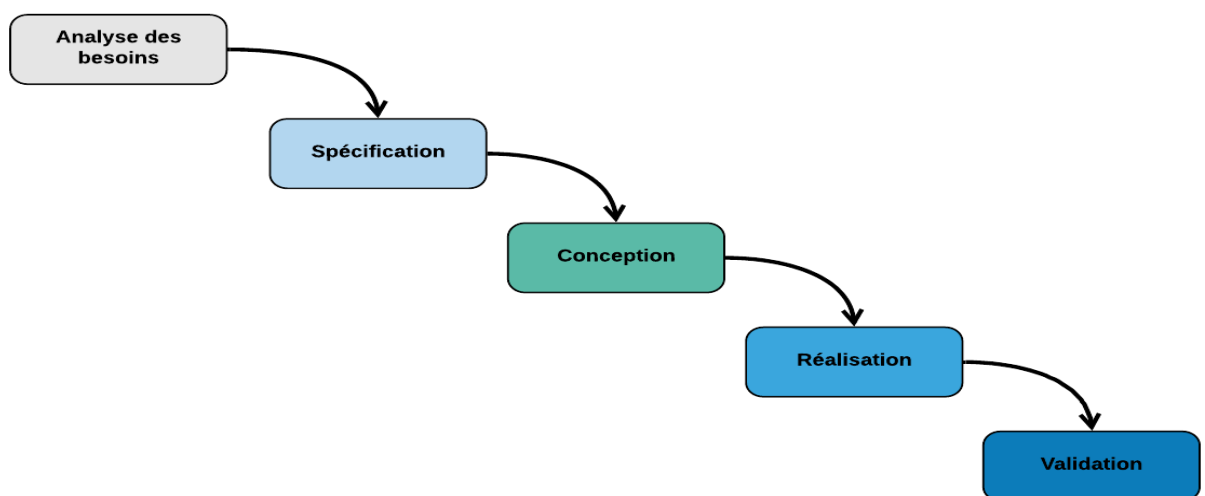 Analyse des
besoins
Spécification
Conception
Réalisation
Validation